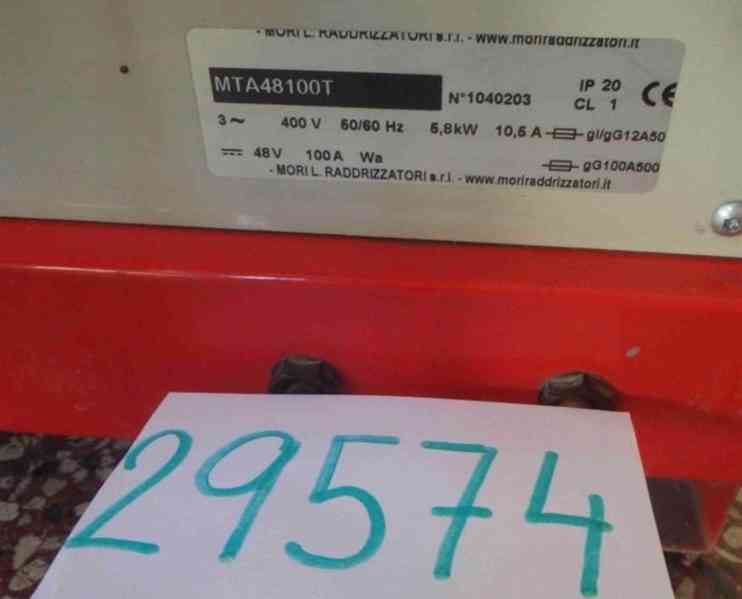 - MORI L. RADDRIZZATORI s.r.l. - www.moriraddrizzatori.it
MTA48100T N°1040203 IP 20 CL 1 CE
3~ 400 V 50/60 Hz 5,8kW 10,5 A gI/gG12A50
48V 100A Wa gG100A500
- MORI L. RADDRIZZATORI s.r.l. - www.moriraddrizzatori.it
29574